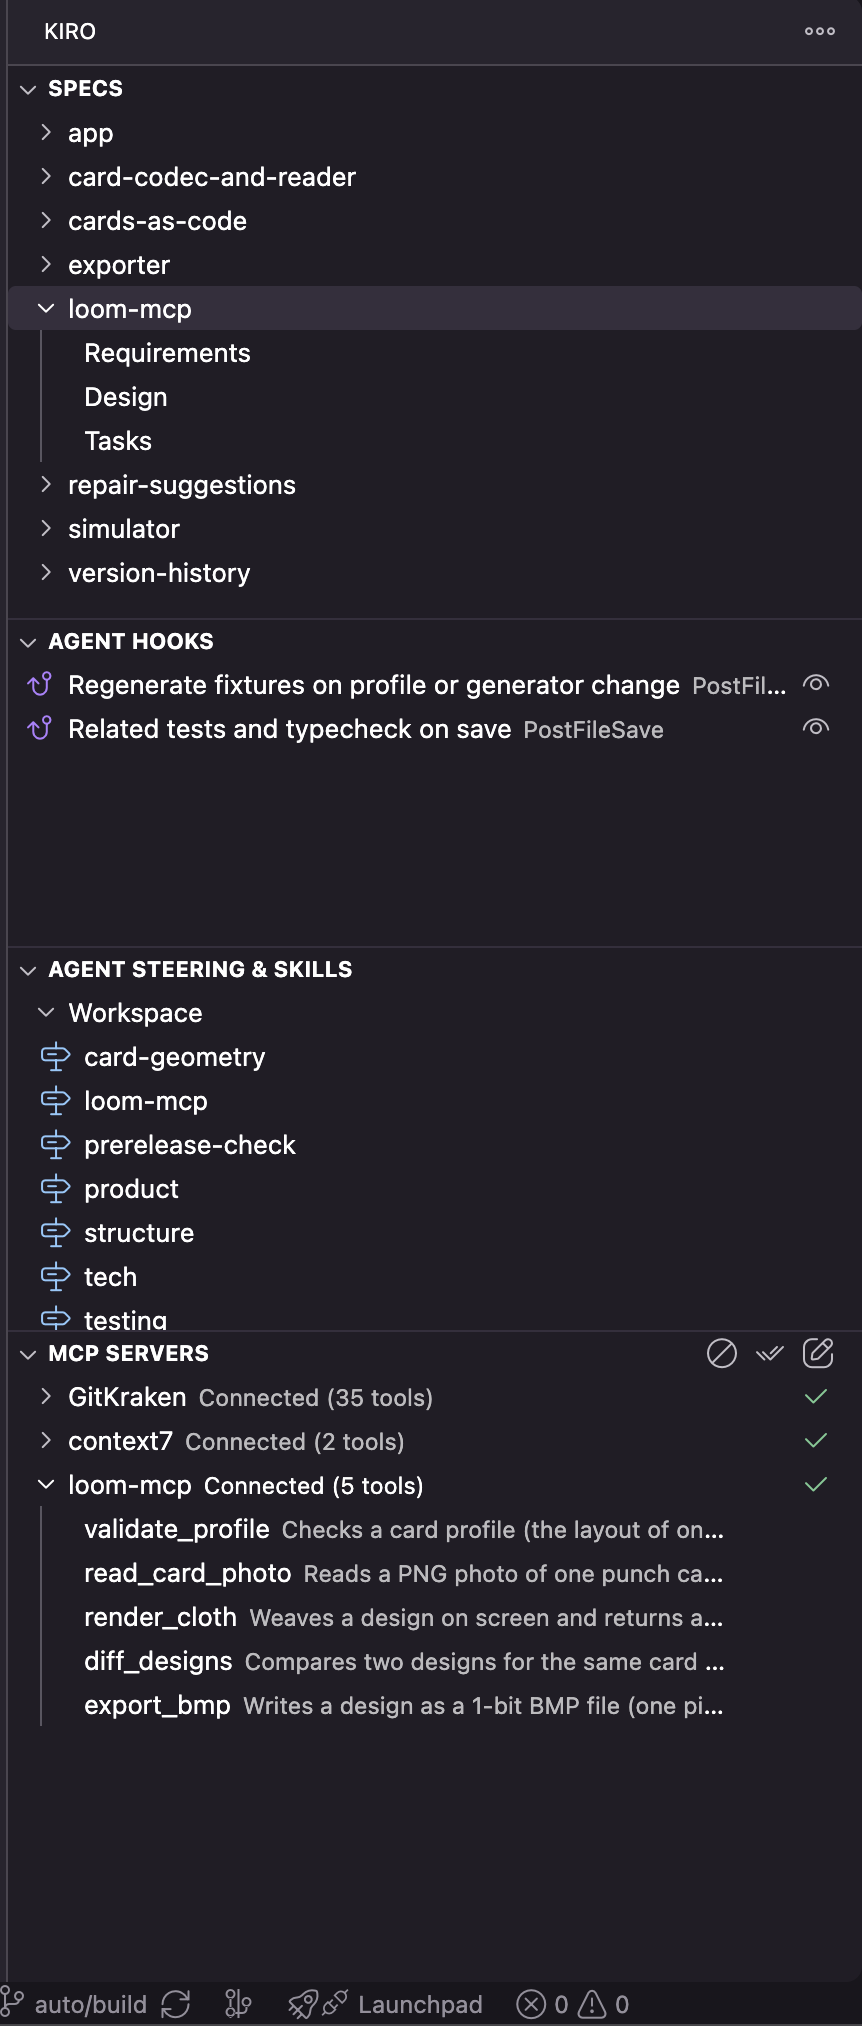 KIRO
SPECS
app
card-codec-and-reader
cards-as-code
exporter
loom-mcp
Requirements
Design
Tasks
repair-suggestions
simulator
version-history
AGENT HOOKS
Regenerate fixtures on profile or generator change PostFil...
Related tests and typecheck on save PostFileSave
AGENT STEERING & SKILLS
Workspace
card-geometry
loom-mcp
prerelease-check
product
structure
tech
testing
MCP SERVERS
GitKraken Connected (35 tools)
context7 Connected (2 tools)
loom-mcp Connected (5 tools)
validate_profile Checks a card profile (the layout of on...
read_card_photo Reads a PNG photo of one punch ca...
render_cloth Weaves a design on screen and returns a...
diff_designs Compares two designs for the same card ...
export_bmp Writes a design as a 1-bit BMP file (one pi...
auto/build Launchpad 0 0